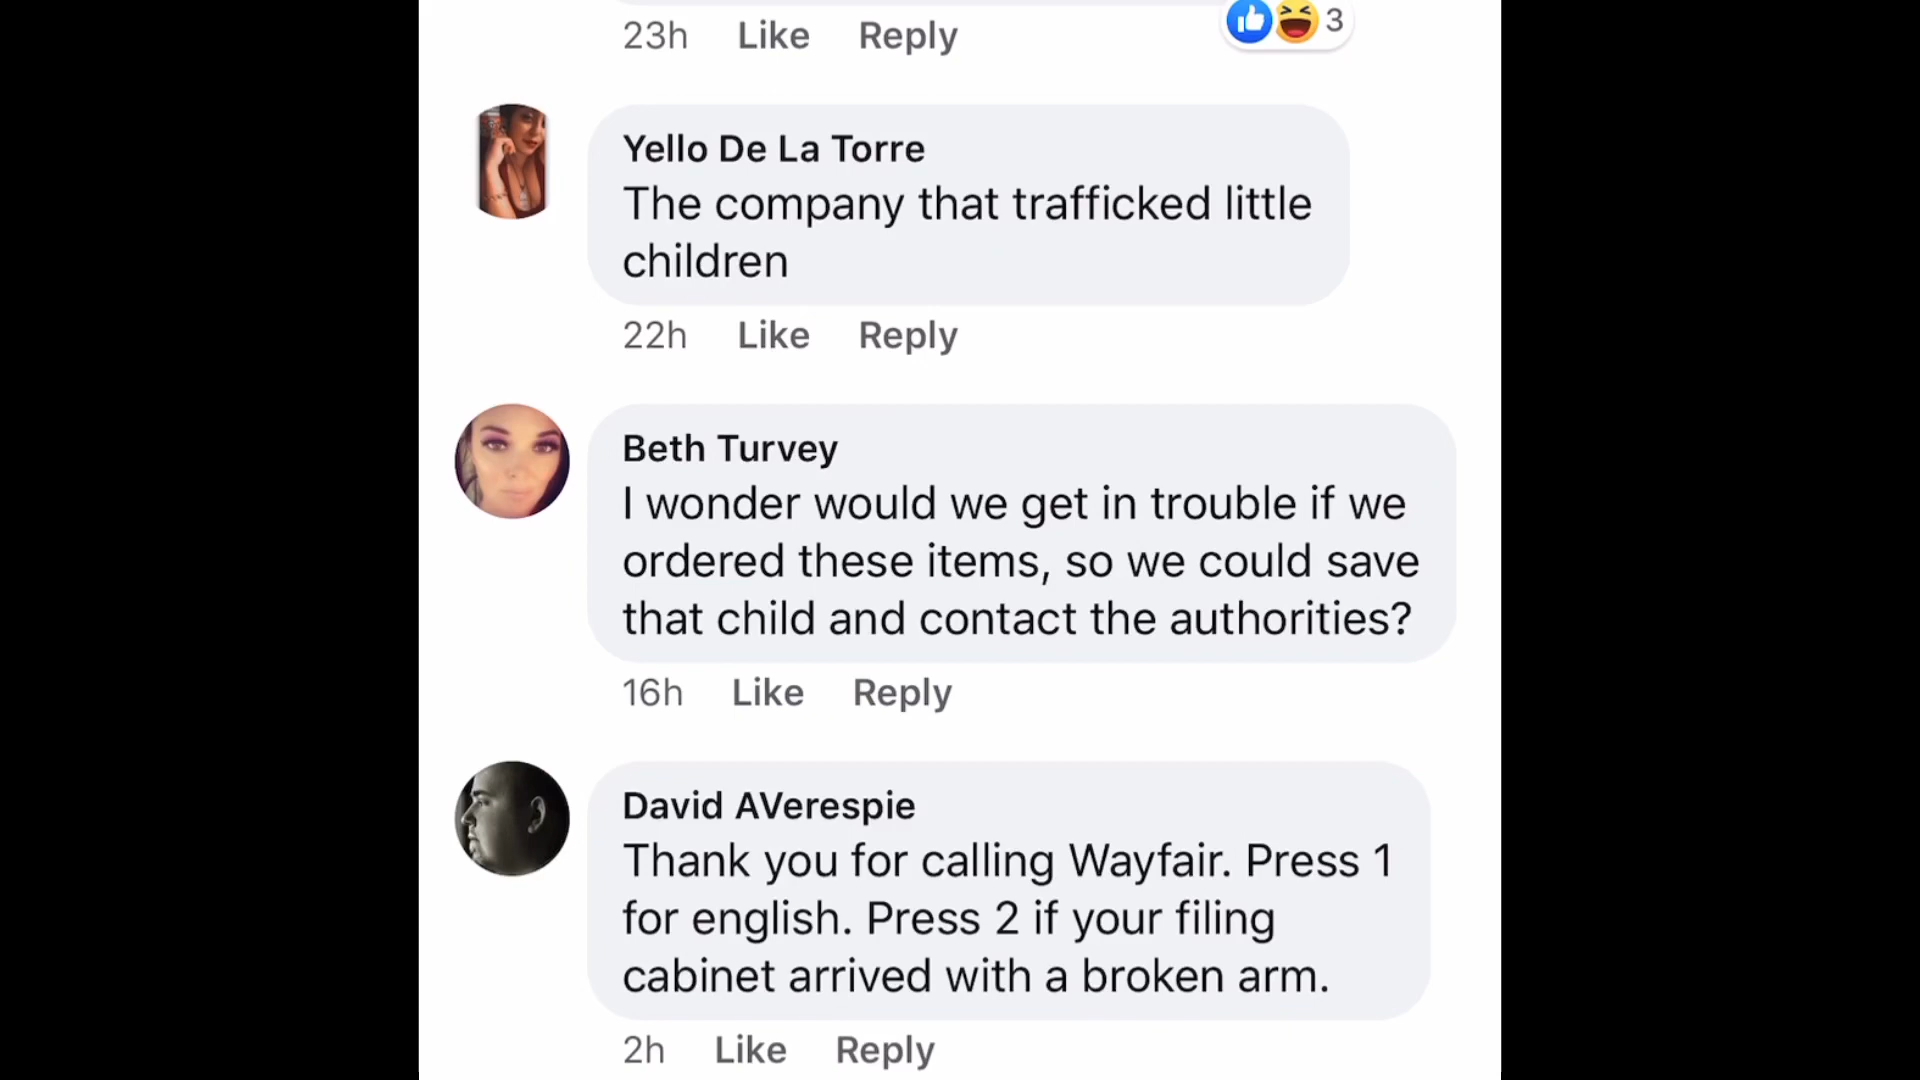 23h Like Reply 3
Yello De La Torre
The company that trafficked little
children
22h Like Reply
Beth Turvey
I wonder would we get in trouble if we
ordered these items, so we could save
that child and contact the authorities?
16h Like Reply
David AVerespie
Thank you for calling Wayfair. Press 1
for english. Press 2 if your filing
cabinet arrived with a broken arm.
2h Like Reply